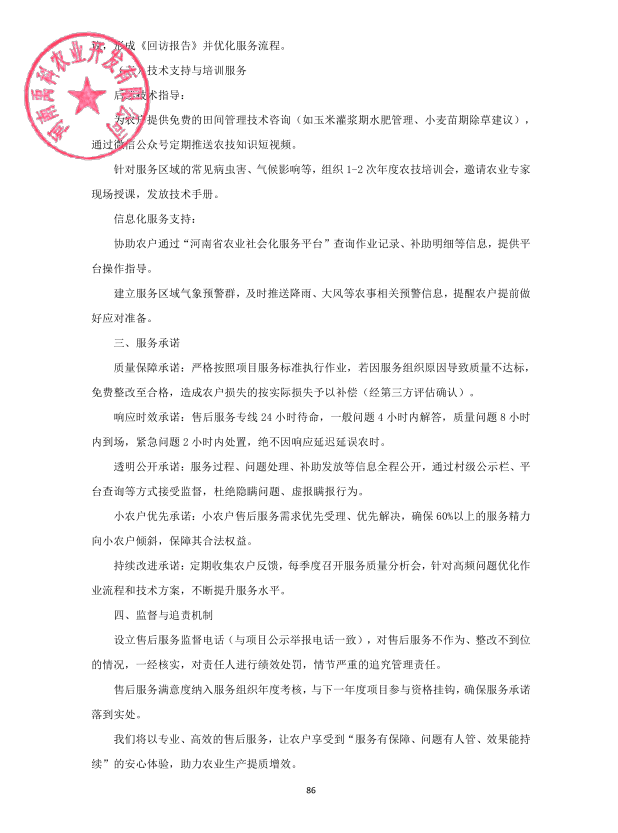 ，形成《回访报告》并优化服务流程。
）技术支持与培训服务
后技术指导：
为农户提供免费的田间管理技术咨询（如玉米灌浆期水肥管理、小麦苗期除草建议），
通过微信公众号定期推送农技知识短视频。
针对服务区域的常见病虫害、气候影响等，组织 1-2 次年度农技培训会，邀请农业专家
现场授课，发放技术手册。
信息化服务支持：
协助农户通过“河南省农业社会化服务平台”查询作业记录、补助明细等信息，提供平
台操作指导。
建立服务区域气象预警群，及时推送降雨、大风等农事相关预警信息，提醒农户提前做
好应对准备。
三、服务承诺
质量保障承诺：严格按照项目服务标准执行作业，若因服务组织原因导致质量不达标，
免费整改至合格，造成农户损失的按实际损失予以补偿（经第三方评估确认）。
响应时效承诺：售后服务专线 24 小时待命，一般问题 4 小时内解答，质量问题 8 小时
内到场，紧急问题 2 小时内处置，绝不因响应延迟延误农时。
透明公开承诺：服务过程、问题处理、补助发放等信息全程公开，通过村级公示栏、平
台查询等方式接受监督，杜绝隐瞒问题、虚报瞒报行为。
小农户优先承诺：小农户售后服务需求优先受理、优先解决，确保 60%以上的服务精力
向小农户倾斜，保障其合法权益。
持续改进承诺：定期收集农户反馈，每季度召开服务质量分析会，针对高频问题优化作
业流程和技术方案，不断提升服务水平。
四、监督与追责机制
设立售后服务监督电话（与项目公示举报电话一致），对售后服务不作为、整改不到位
的情况，一经核实，对责任人进行绩效处罚，情节严重的追究管理责任。
售后服务满意度纳入服务组织年度考核，与下一年度项目参与资格挂钩，确保服务承诺
落到实处。
我们将以专业、高效的售后服务，让农户享受到“服务有保障、问题有人管、效果能持
续”的安心体验，助力农业生产提质增效。
86
河南禹科农业开发有限公司